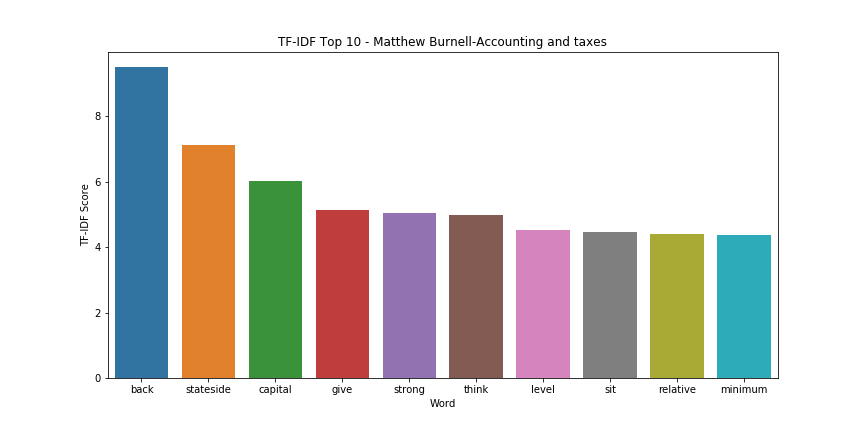 TF-IDF Top 10 - Matthew Burnell-Accounting and taxes
TF-IDF Score
8
6
4
2
0
back stateside capital give strong think level sit relative minimum
Word